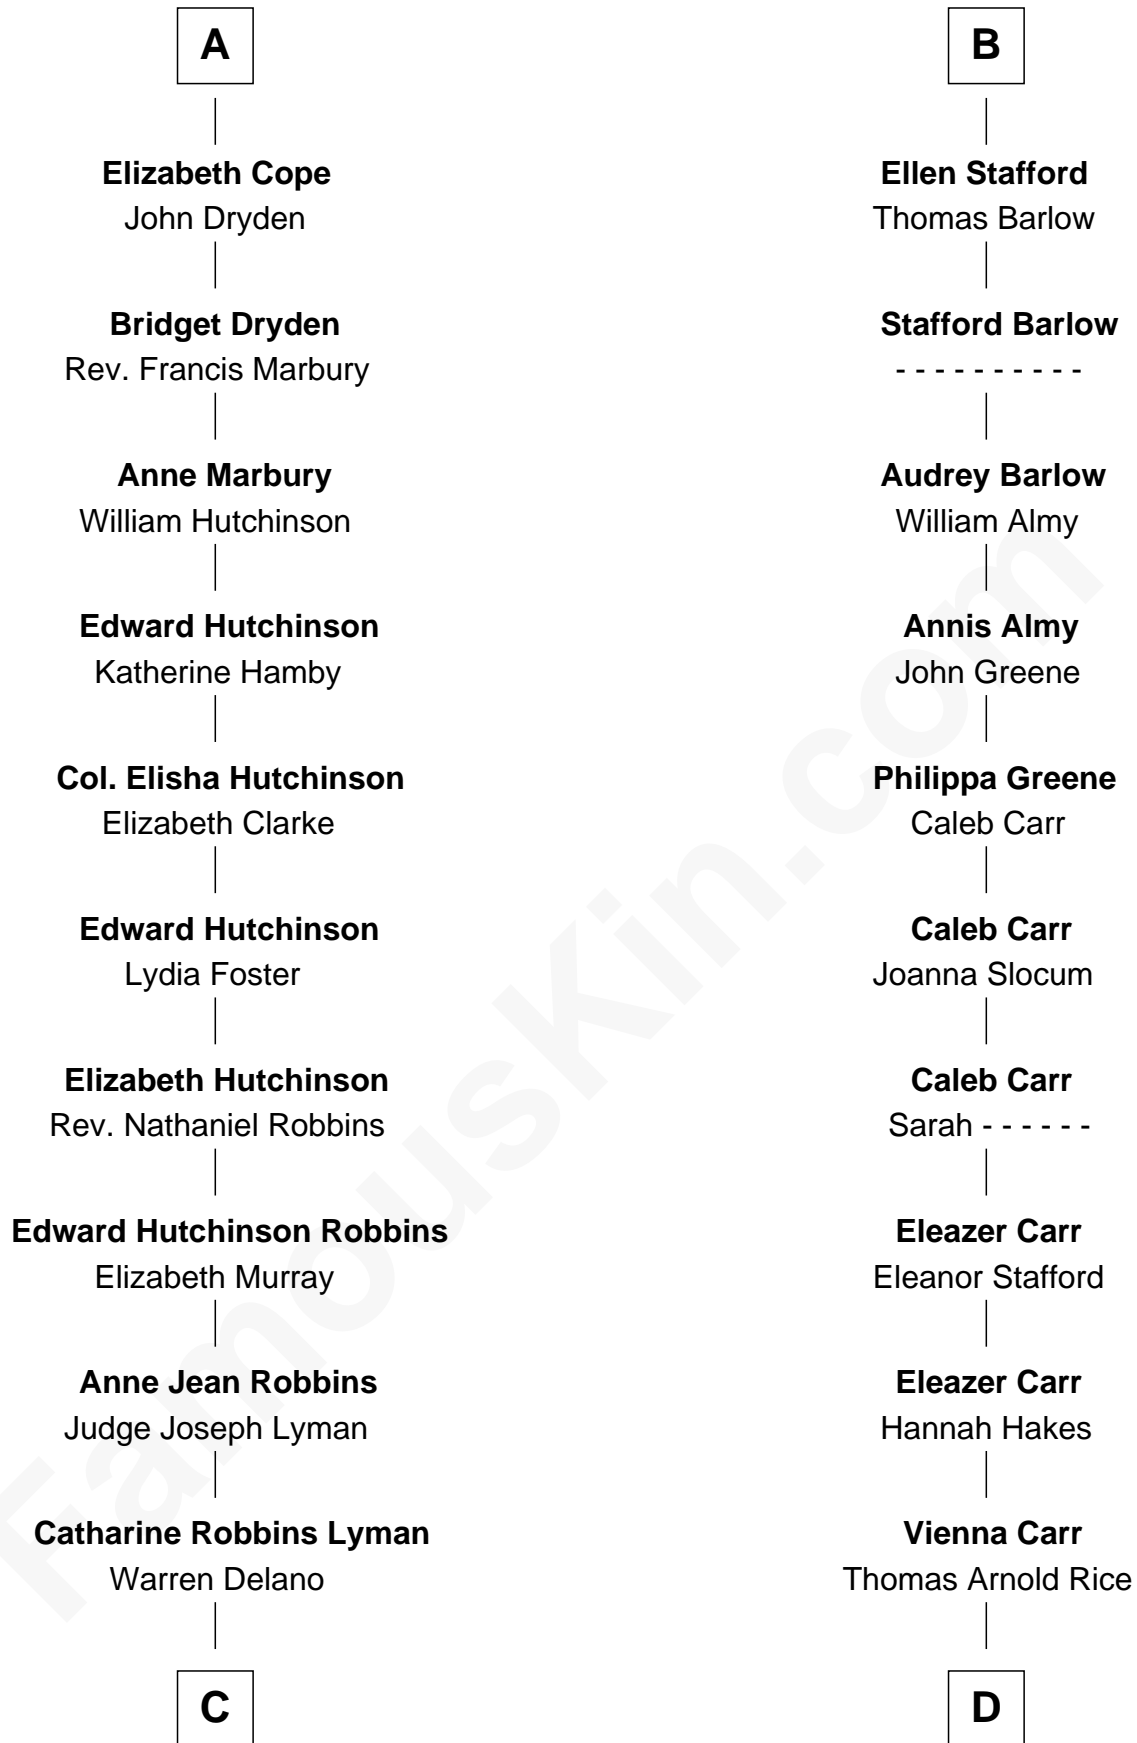 A
Elizabeth Cope
John Dryden
Bridget Dryden
Rev. Francis Marbury
Anne Marbury
William Hutchinson
Edward Hutchinson
Katherine Hamby
Col. Elisha Hutchinson
Elizabeth Clarke
Edward Hutchinson
Lydia Foster
Elizabeth Hutchinson
Rev. Nathaniel Robbins
Edward Hutchinson Robbins
Elizabeth Murray
Anne Jean Robbins
Judge Joseph Lyman
Catharine Robbins Lyman
Warren Delano
C
B
Ellen Stafford
Thomas Barlow
Stafford Barlow
- - - - - - - - - -
Audrey Barlow
William Almy
Annis Almy
John Greene
Philippa Greene
Caleb Carr
Caleb Carr
Joanna Slocum
Caleb Carr
Sarah - - - - - -
Eleazer Carr
Eleanor Stafford
Eleazer Carr
Hannah Hakes
Vienna Carr
Thomas Arnold Rice
D
FamousKin.com